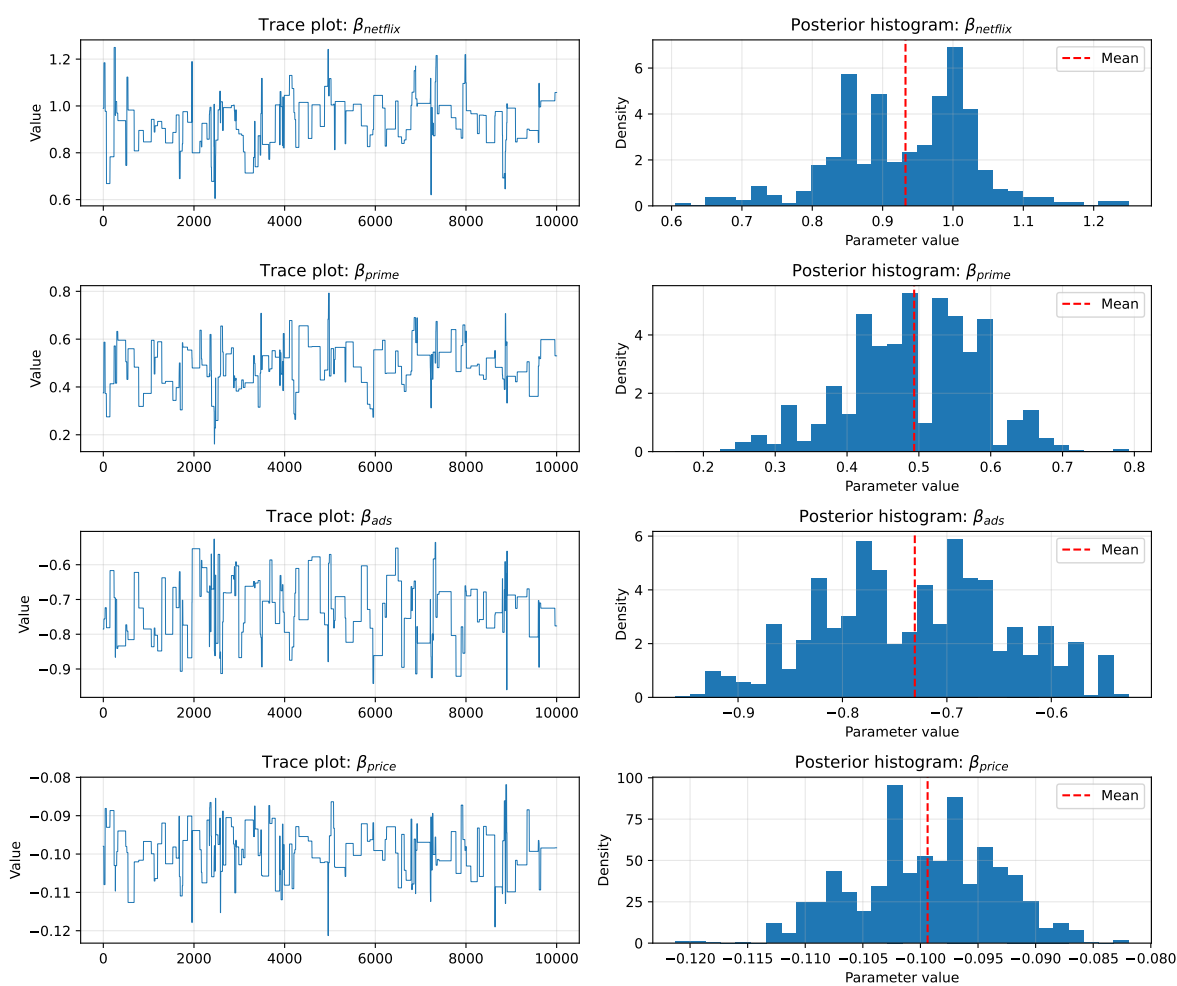 Trace plot: β_netflix
Value
1.2
1.0
0.8
0.6
0 2000 4000 6000 8000 10000
Posterior histogram: β_netflix
Mean
Density
6
4
2
0
0.6 0.7 0.8 0.9 1.0 1.1 1.2
Parameter value
Trace plot: β_prime
Value
0.8
0.6
0.4
0.2
0 2000 4000 6000 8000 10000
Posterior histogram: β_prime
Mean
Density
4
2
0
0.2 0.3 0.4 0.5 0.6 0.7 0.8
Parameter value
Trace plot: β_ads
Value
−0.6
−0.7
−0.8
−0.9
0 2000 4000 6000 8000 10000
Posterior histogram: β_ads
Mean
Density
6
4
2
0
−0.9 −0.8 −0.7 −0.6
Parameter value
Trace plot: β_price
Value
−0.08
−0.09
−0.10
−0.11
−0.12
0 2000 4000 6000 8000 10000
Posterior histogram: β_price
Mean
Density
100
75
50
25
0
−0.120 −0.115 −0.110 −0.105 −0.100 −0.095 −0.090 −0.085 −0.080
Parameter value